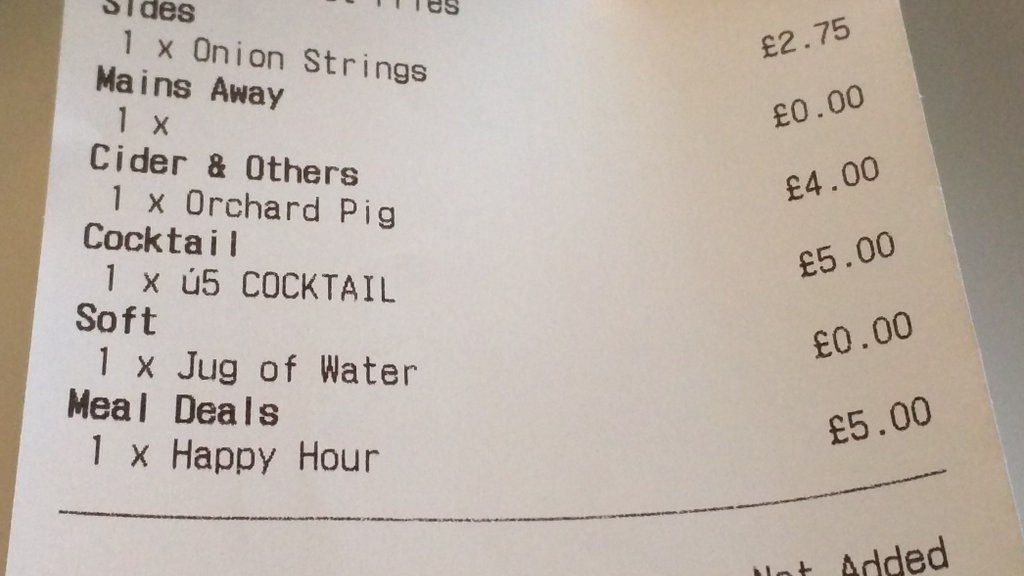 Fries
Sides
1 x Onion Strings £2.75
Mains Away
1 x £0.00
Cider & Others
1 x Orchard Pig £4.00
Cocktail
1 x ú5 COCKTAIL £5.00
Soft
1 x Jug of Water £0.00
Meal Deals
1 x Happy Hour £5.00
Not Added